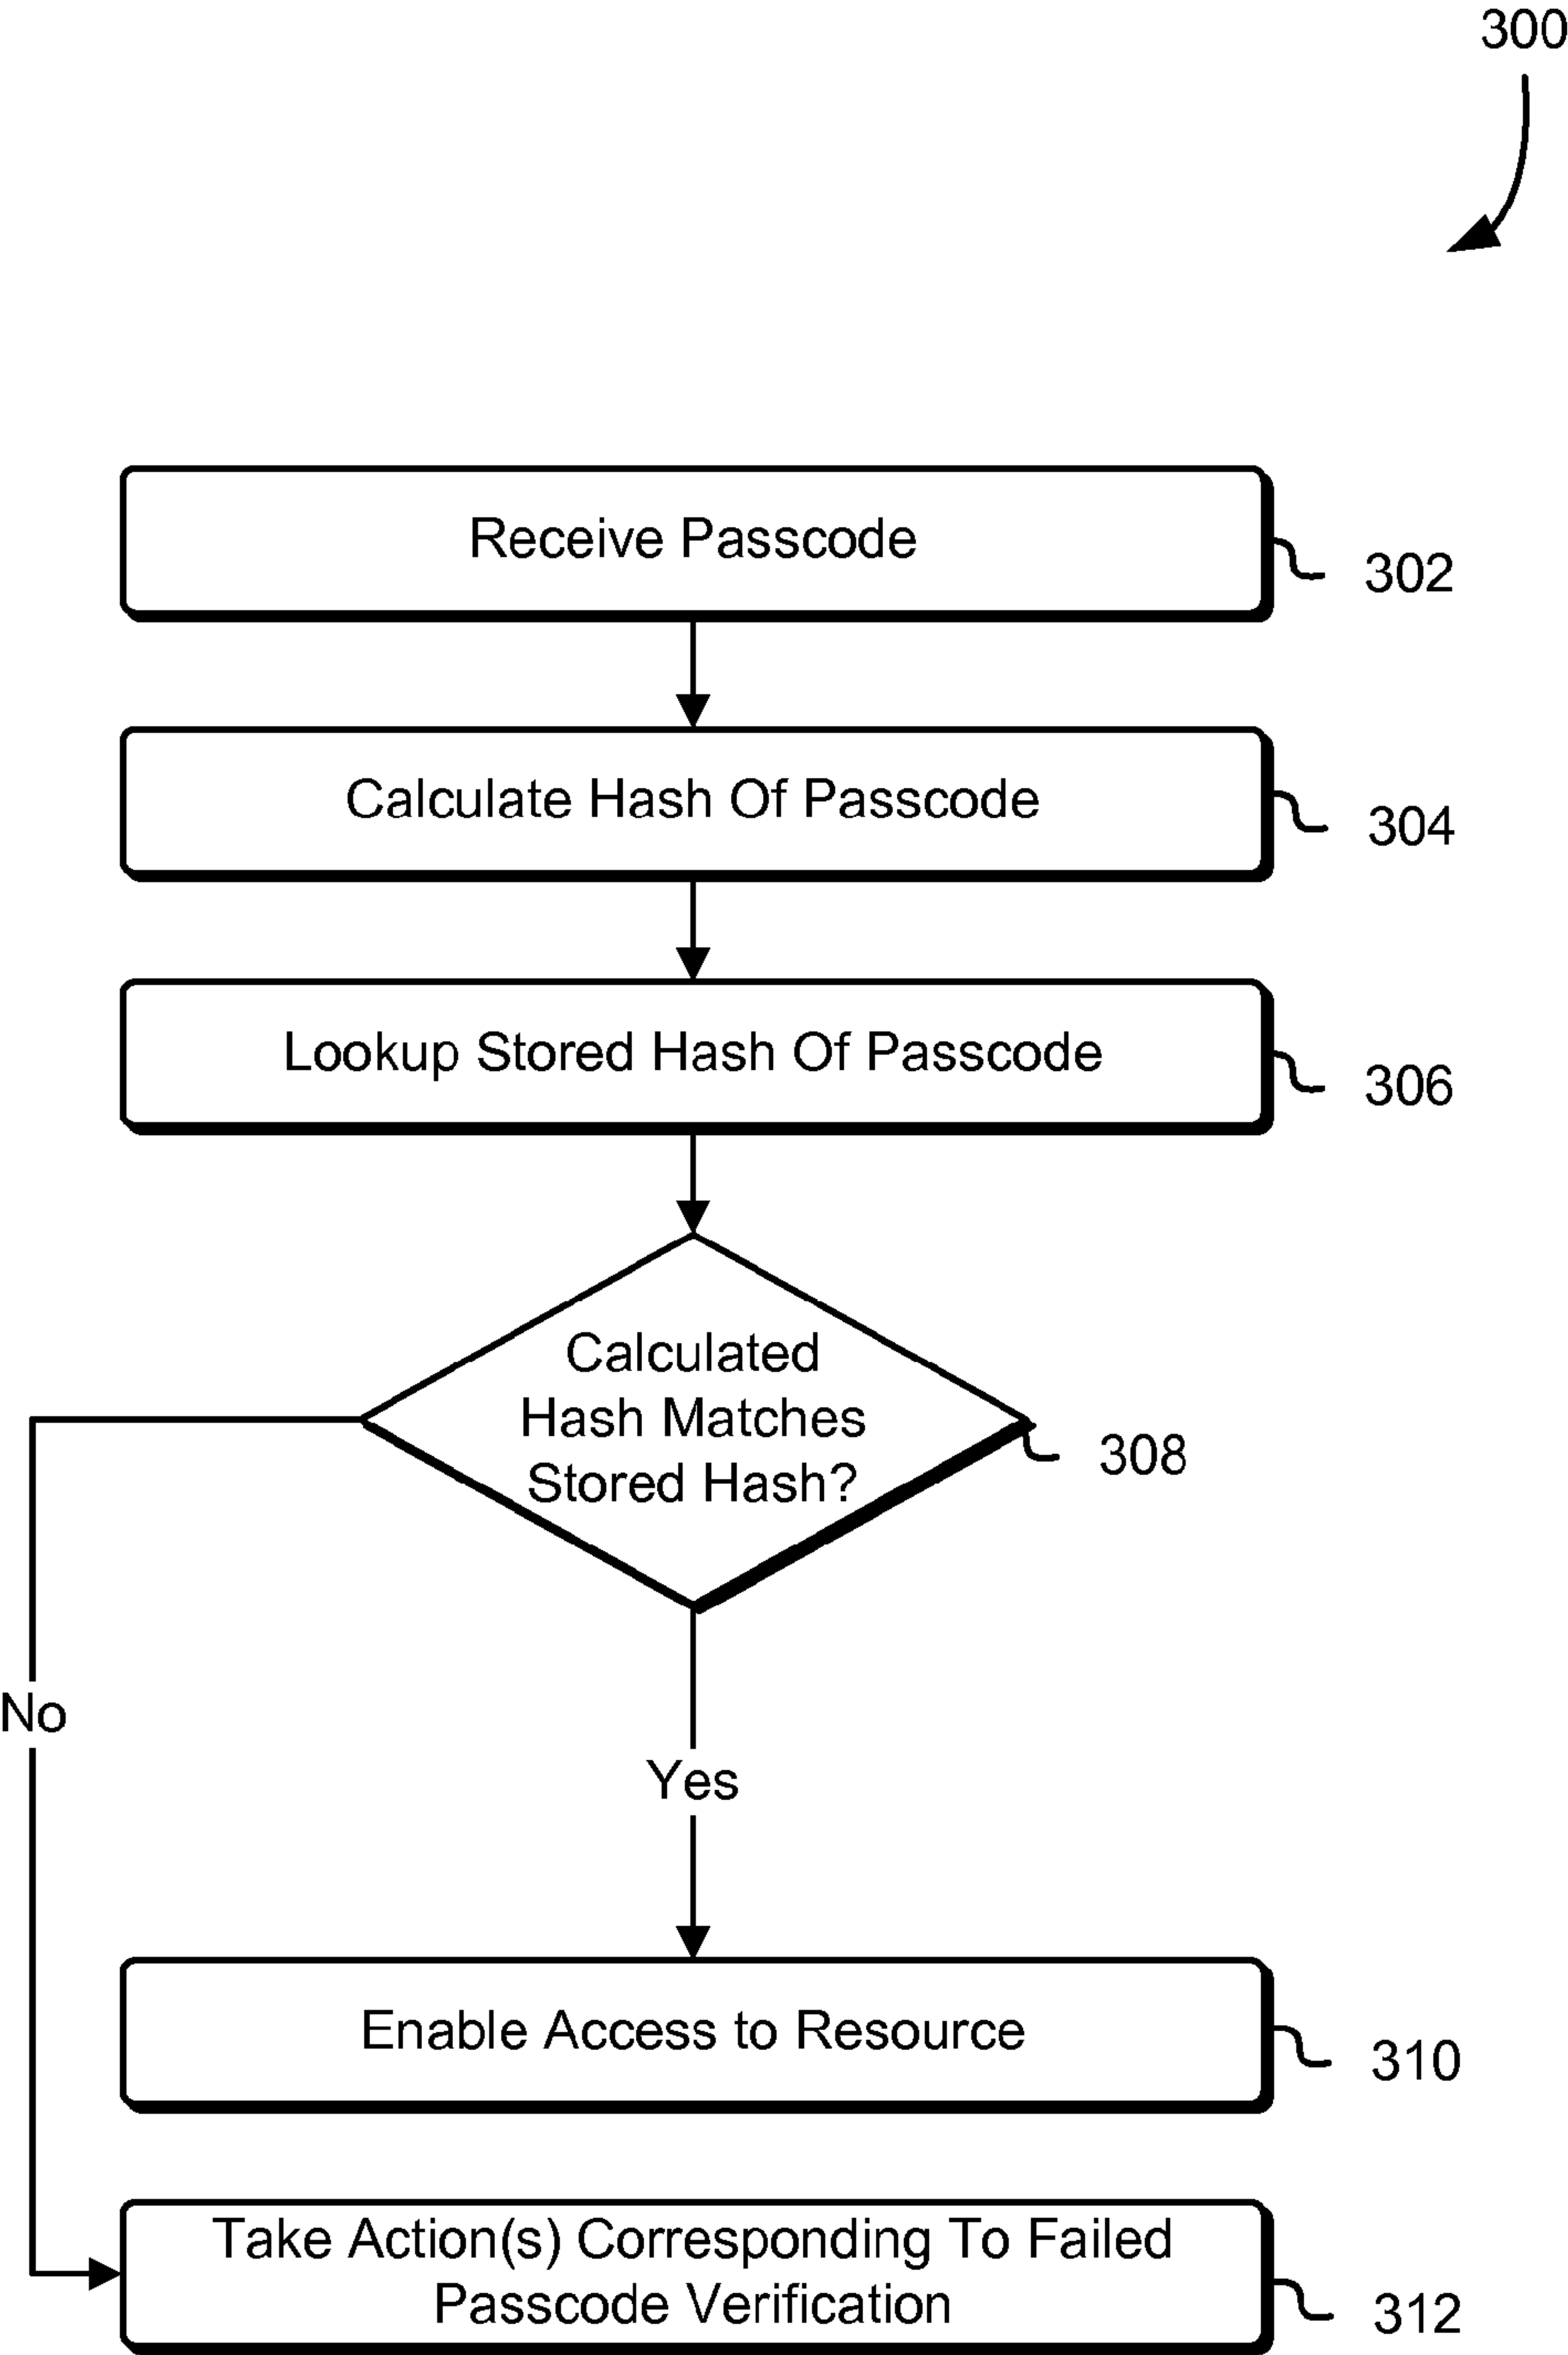 300
Receive Passcode
302
Calculate Hash Of Passcode
304
Lookup Stored Hash Of Passcode
306
Calculated
Hash Matches
Stored Hash?
308
No
Yes
Enable Access to Resource
310
Take Action(s) Corresponding To Failed
Passcode Verification
312